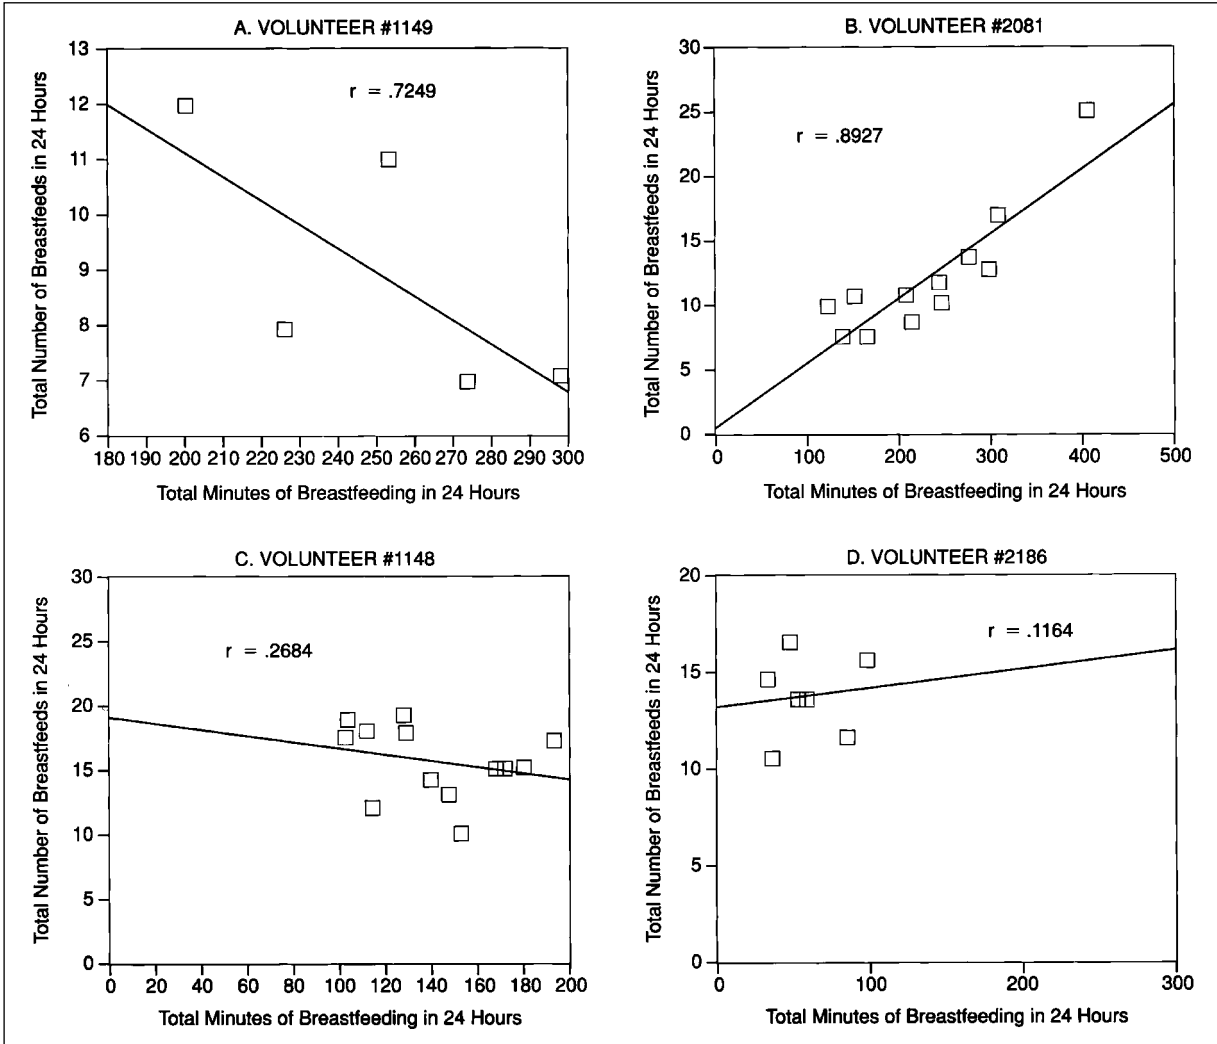 A. VOLUNTEER #1149
r = .7249
Total Number of Breastfeeds in 24 Hours
13
12
11
10
9
8
7
6
180 190 200 210 220 230 240 250 260 270 280 290 300
Total Minutes of Breastfeeding in 24 Hours
B. VOLUNTEER #2081
r = .8927
Total Number of Breastfeeds in 24 Hours
30
25
20
15
10
5
0
0 100 200 300 400 500
Total Minutes of Breastfeeding in 24 Hours
C. VOLUNTEER #1148
r = .2684
Total Number of Breastfeeds in 24 Hours
30
25
20
15
10
5
0
0 20 40 60 80 100 120 140 160 180 200
Total Minutes of Breastfeeding in 24 Hours
D. VOLUNTEER #2186
r = .1164
Total Number of Breastfeeds in 24 Hours
20
15
10
5
0
0 100 200 300
Total Minutes of Breastfeeding in 24 Hours